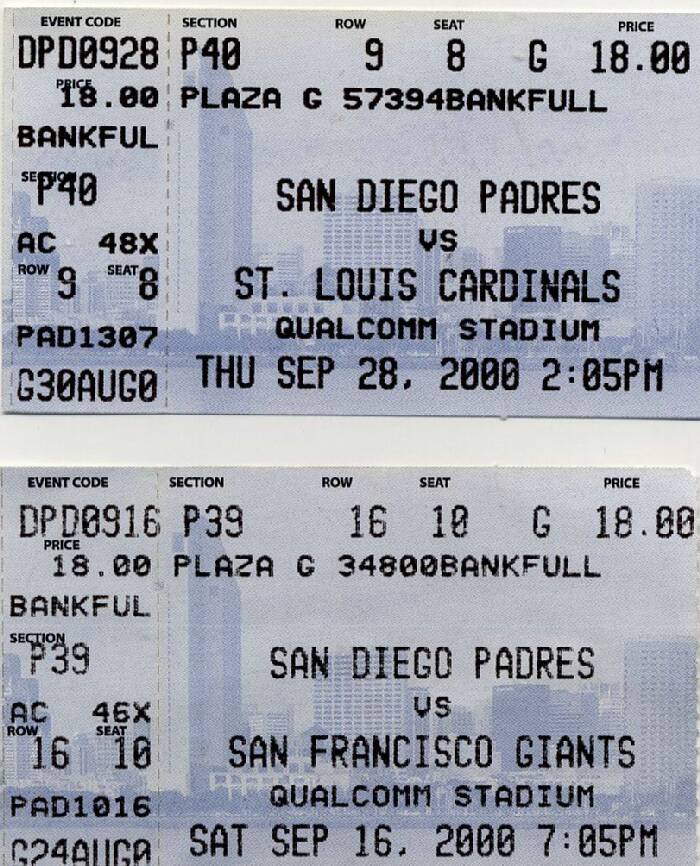 EVENT CODE SECTION ROW SEAT PRICE
DPD0928 P40 9 8 G 18.00
PRICE
18.00 PLAZA G 57394BANKFULL
BANKFUL
SECTION
P40 SAN DIEGO PADRES
AC 48X VS
ROW 9 SEAT 8 ST. LOUIS CARDINALS
PAD1307 QUALCOMM STADIUM
G30AUG0 THU SEP 28, 2000 2:05PM
EVENT CODE SECTION ROW SEAT PRICE
DPD0916 P39 16 10 G 18.00
PRICE
18.00 PLAZA G 34800BANKFULL
BANKFUL
SECTION
P39 SAN DIEGO PADRES
AC 46X VS
ROW 16 SEAT 10 SAN FRANCISCO GIANTS
PAD1016 QUALCOMM STADIUM
G24AUG0 SAT SEP 16, 2000 7:05PM